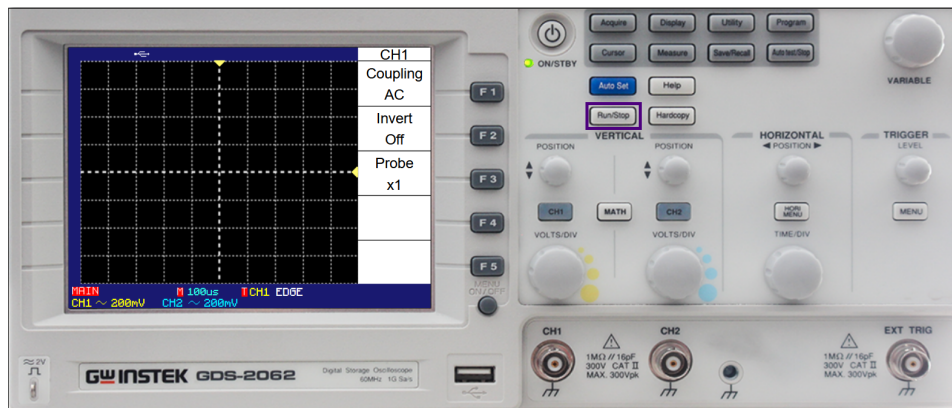 CH1
Coupling
AC
Invert
Off
Probe
x1
MAIN
M 100us
T CH1 EDGE
CH1 ~ 200mV
CH2 ~ 200mV
F 1
F 2
F 3
F 4
F 5
MENU
ON/OFF
ON/STBY
Acquire
Display
Utility
Program
Cursor
Measure
Save/Recall
Auto test/Stop
Auto Set
Help
Run/Stop
Hardcopy
VARIABLE
VERTICAL
HORIZONTAL
TRIGGER
POSITION
POSITION
◀ POSITION ▶
LEVEL
CH1
MATH
CH2
HORI
MENU
MENU
VOLTS/DIV
VOLTS/DIV
TIME/DIV
CH1
CH2
EXT TRIG
1MΩ // 16pF
300V CAT II
MAX. 300Vpk
1MΩ // 16pF
300V CAT II
MAX. 300Vpk
≈ 2V
GW INSTEK GDS-2062
Digital Storage Oscilloscope
60MHz 1G Sa/s